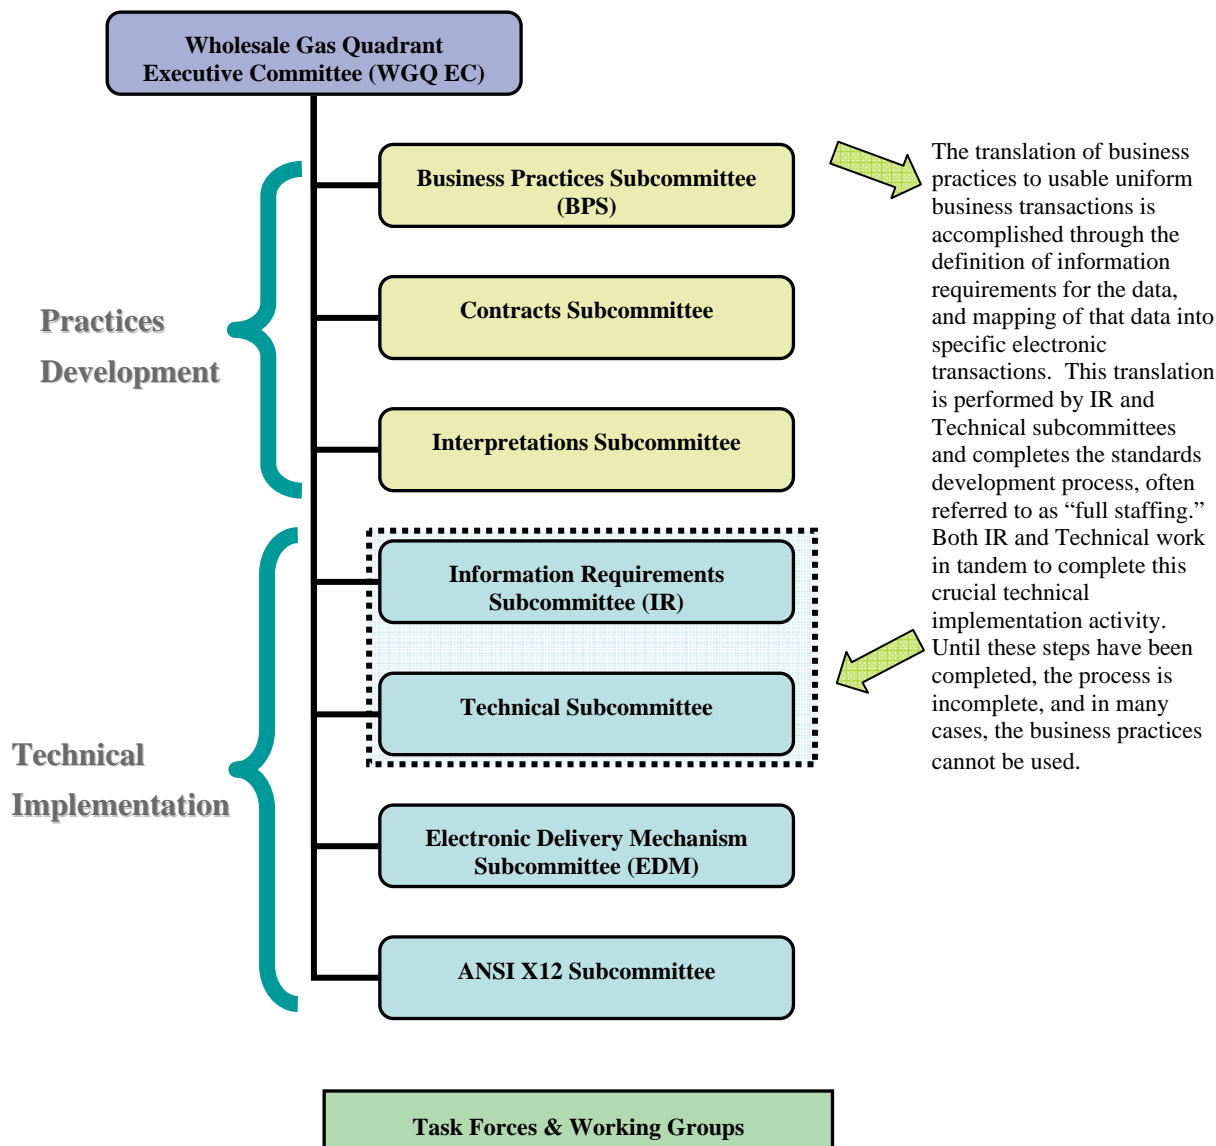 Wholesale Gas Quadrant
Executive Committee (WGQ EC)
Business Practices Subcommittee
(BPS)
Contracts Subcommittee
Practices
Development
Interpretations Subcommittee
Information Requirements
Subcommittee (IR)
Technical Subcommittee
Technical
Implementation
Electronic Delivery Mechanism
Subcommittee (EDM)
ANSI X12 Subcommittee
Task Forces & Working Groups
The translation of business
practices to usable uniform
business transactions is
accomplished through the
definition of information
requirements for the data,
and mapping of that data into
specific electronic
transactions.  This translation
is performed by IR and
Technical subcommittees
and completes the standards
development process, often
referred to as “full staffing.”
Both IR and Technical work
in tandem to complete this
crucial technical
implementation activity.
Until these steps have been
completed, the process is
incomplete, and in many
cases, the business practices
cannot be used.